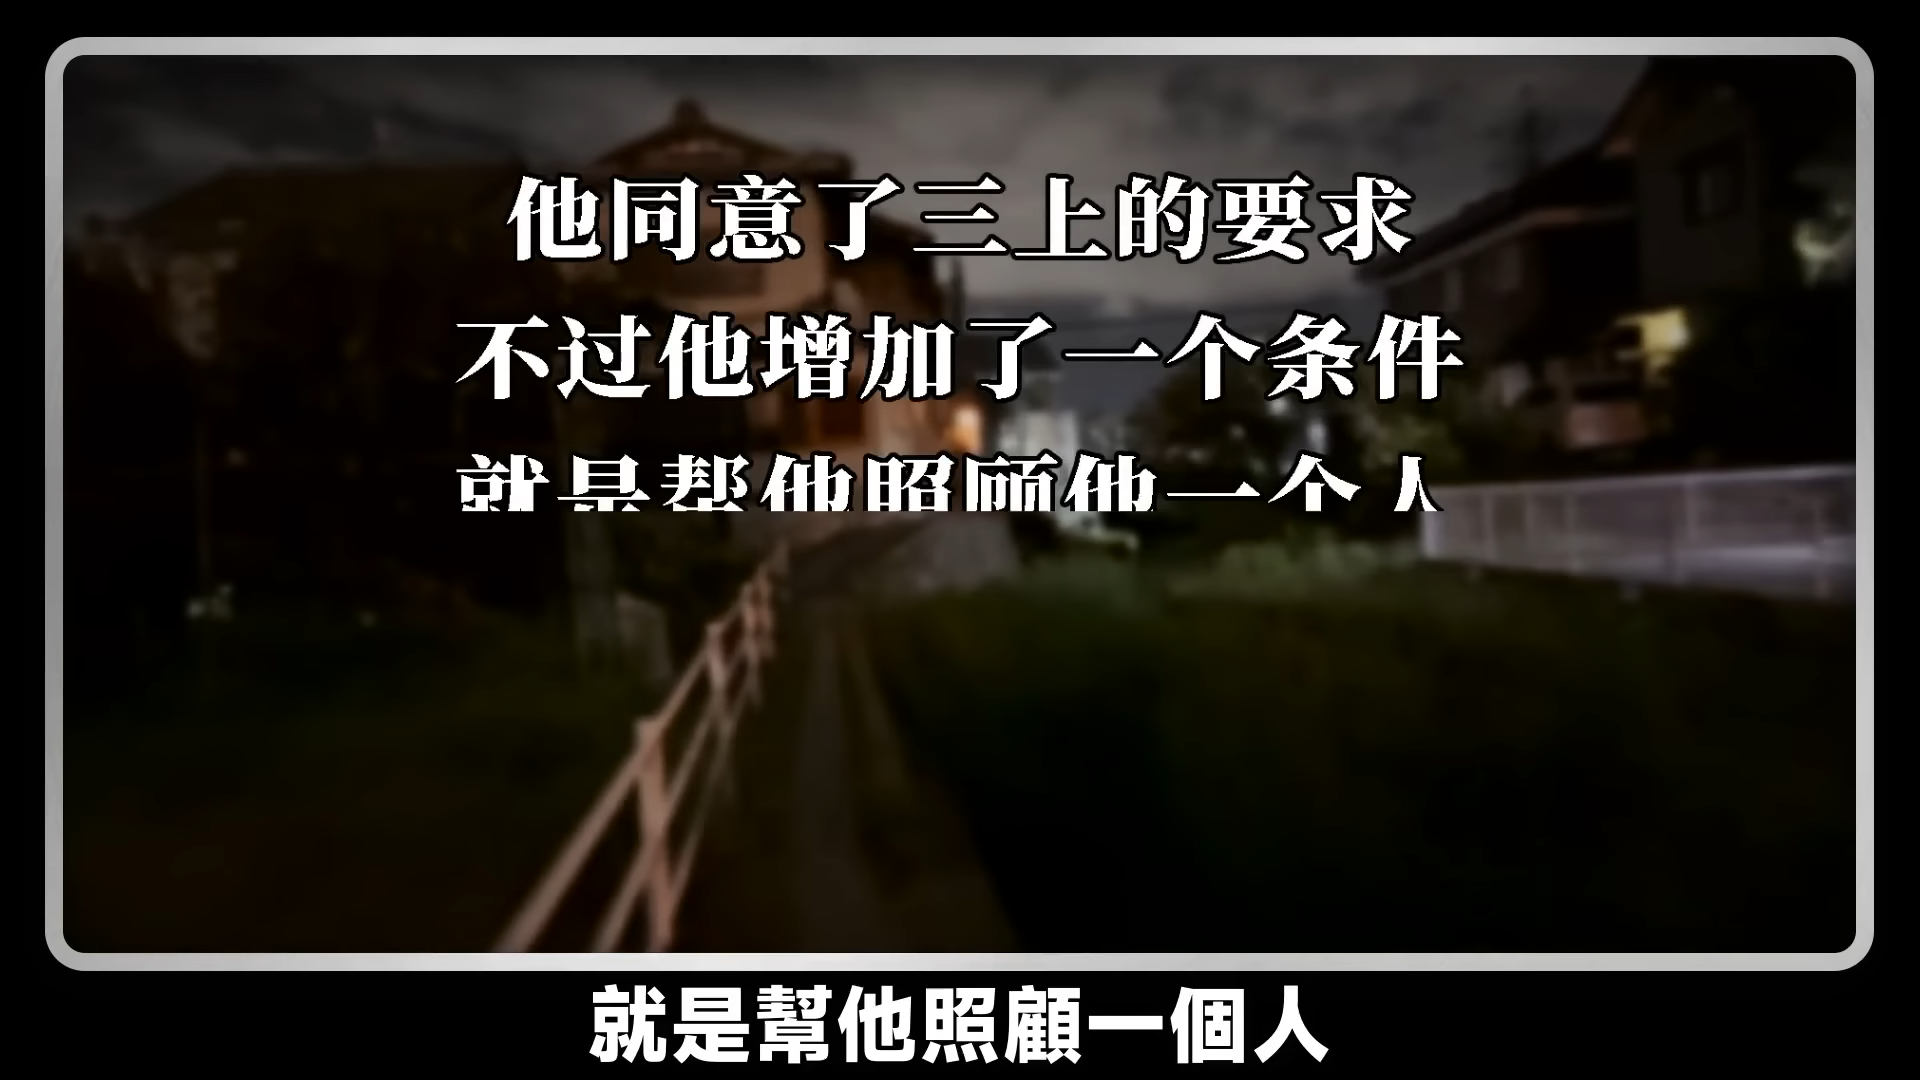 他同意了三上的要求
不过他增加了一个条件
就是帮他照顾他一个人
就是幫他照顧一個人